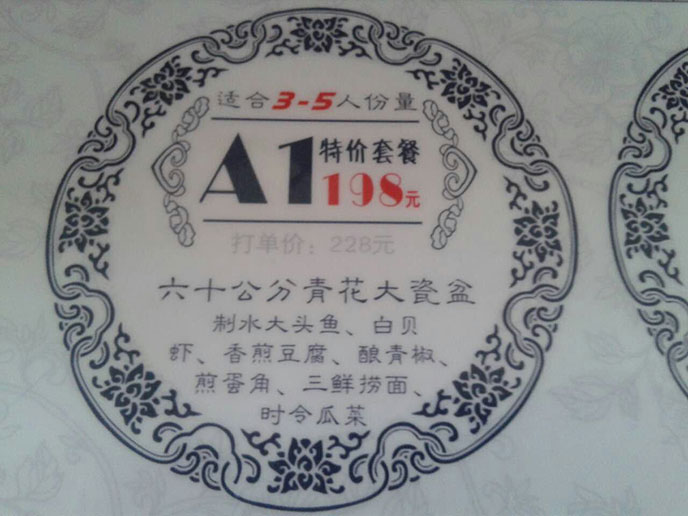 适合3-5人份量
A1特价套餐
198元
打单价：228元
六十公分青花大瓷盆
制水大头鱼、白贝
虾、香煎豆腐、酿青椒、
煎蛋角、三鲜捞面、
时令瓜菜